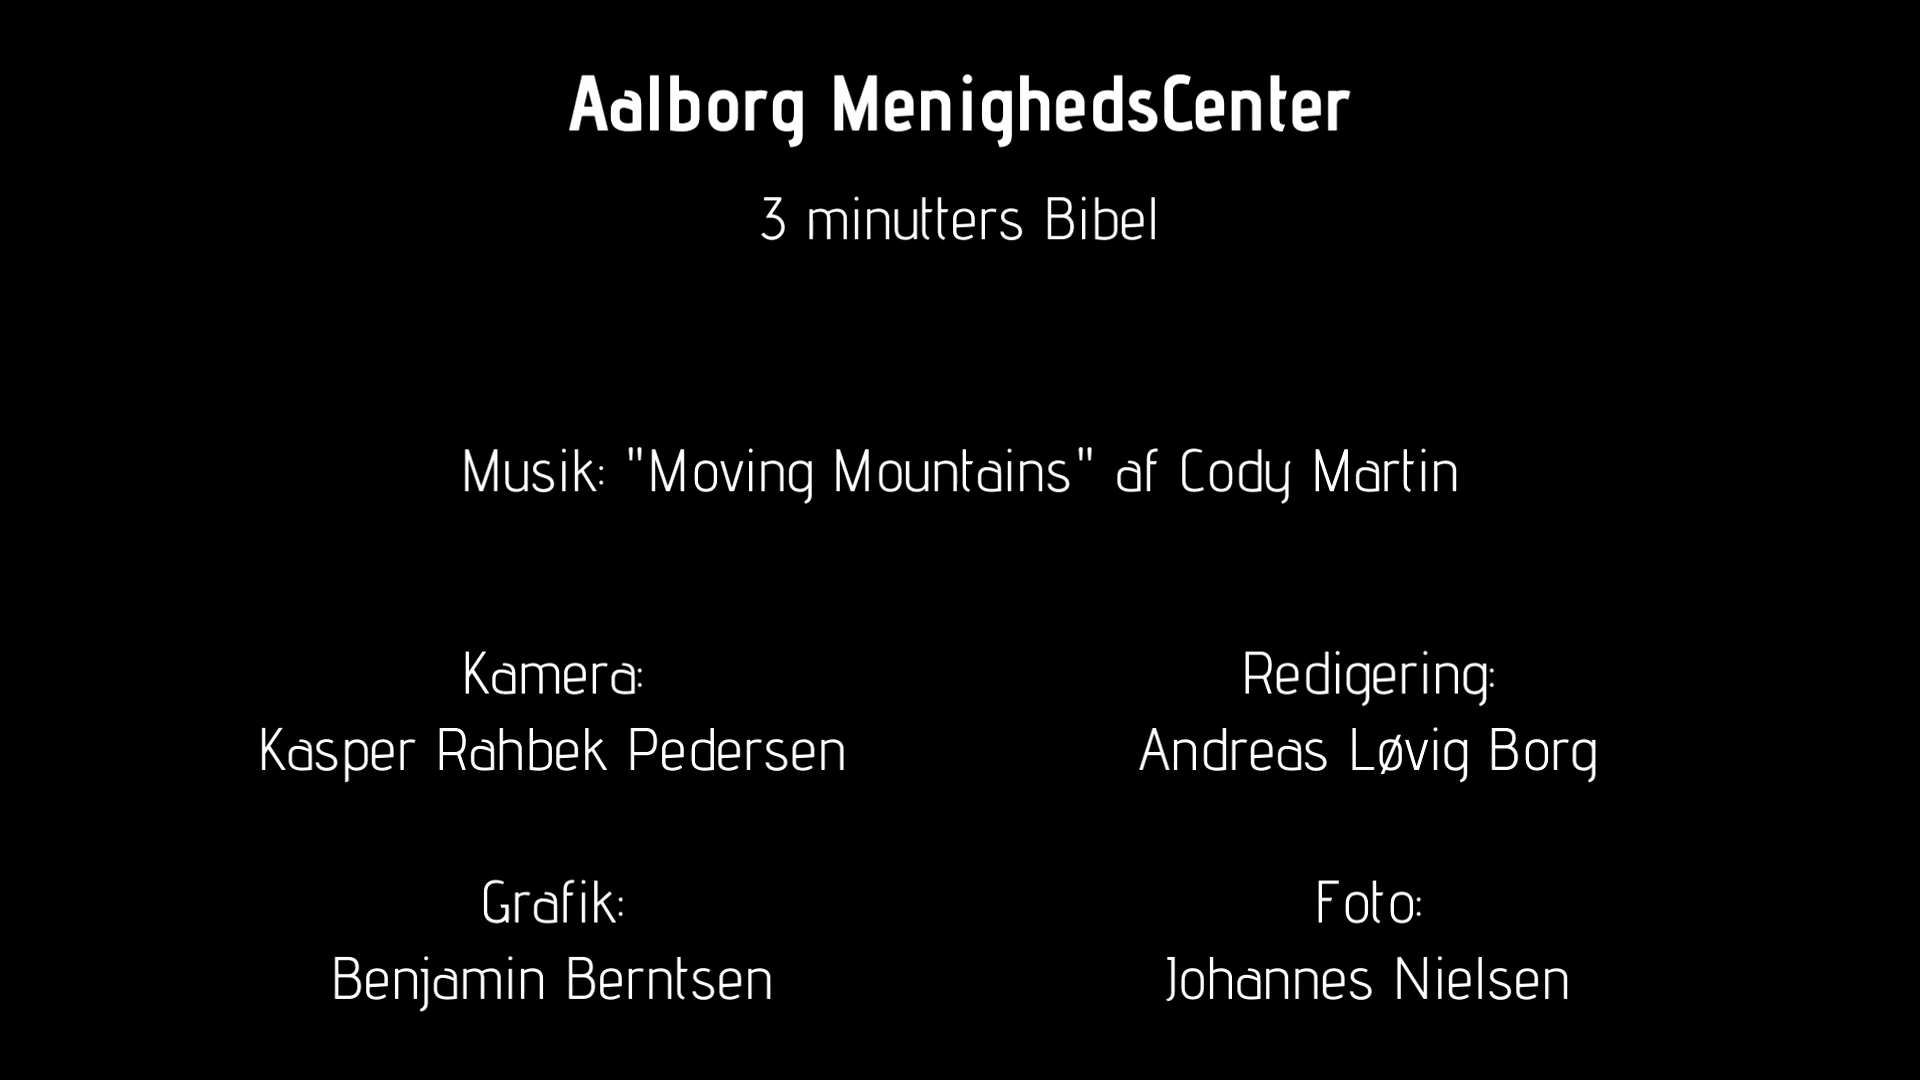 Aalborg MenighedsCenter
3 minutters Bibel
Musik: "Moving Mountains" af Cody Martin
Kamera:
Kasper Rahbek Pedersen
Redigering:
Andreas Løvig Borg
Grafik:
Benjamin Berntsen
Foto:
Johannes Nielsen